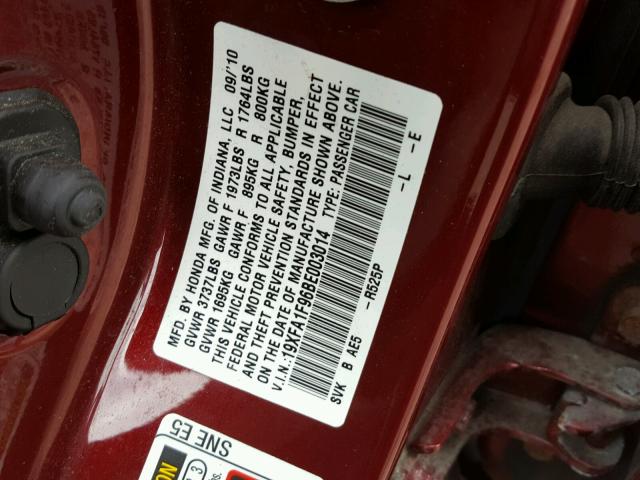 MFD. BY HONDA MFG. OF INDIANA, LLC 09/'10
GVWR 3737LBS GAWR F 1973LBS R 1764LBS
GVWR 1695KG GAWR F 895KG R 800KG
THIS VEHICLE CONFORMS TO ALL APPLICABLE
FEDERAL MOTOR VEHICLE SAFETY, BUMPER,
AND THEFT PREVENTION STANDARDS IN EFFECT
ON THE DATE OF MANUFACTURE SHOWN ABOVE.
V.I.N.: 19XFA1F96BE003014 TYPE: PASSENGER CAR
-R525P -L -E
SVK B AE5
SNE E5